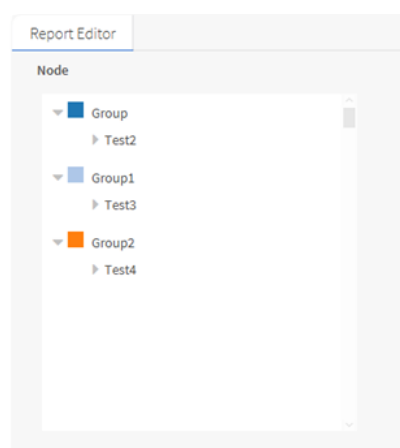 Report Editor
Node
Group
Test2
Group1
Test3
Group2
Test4